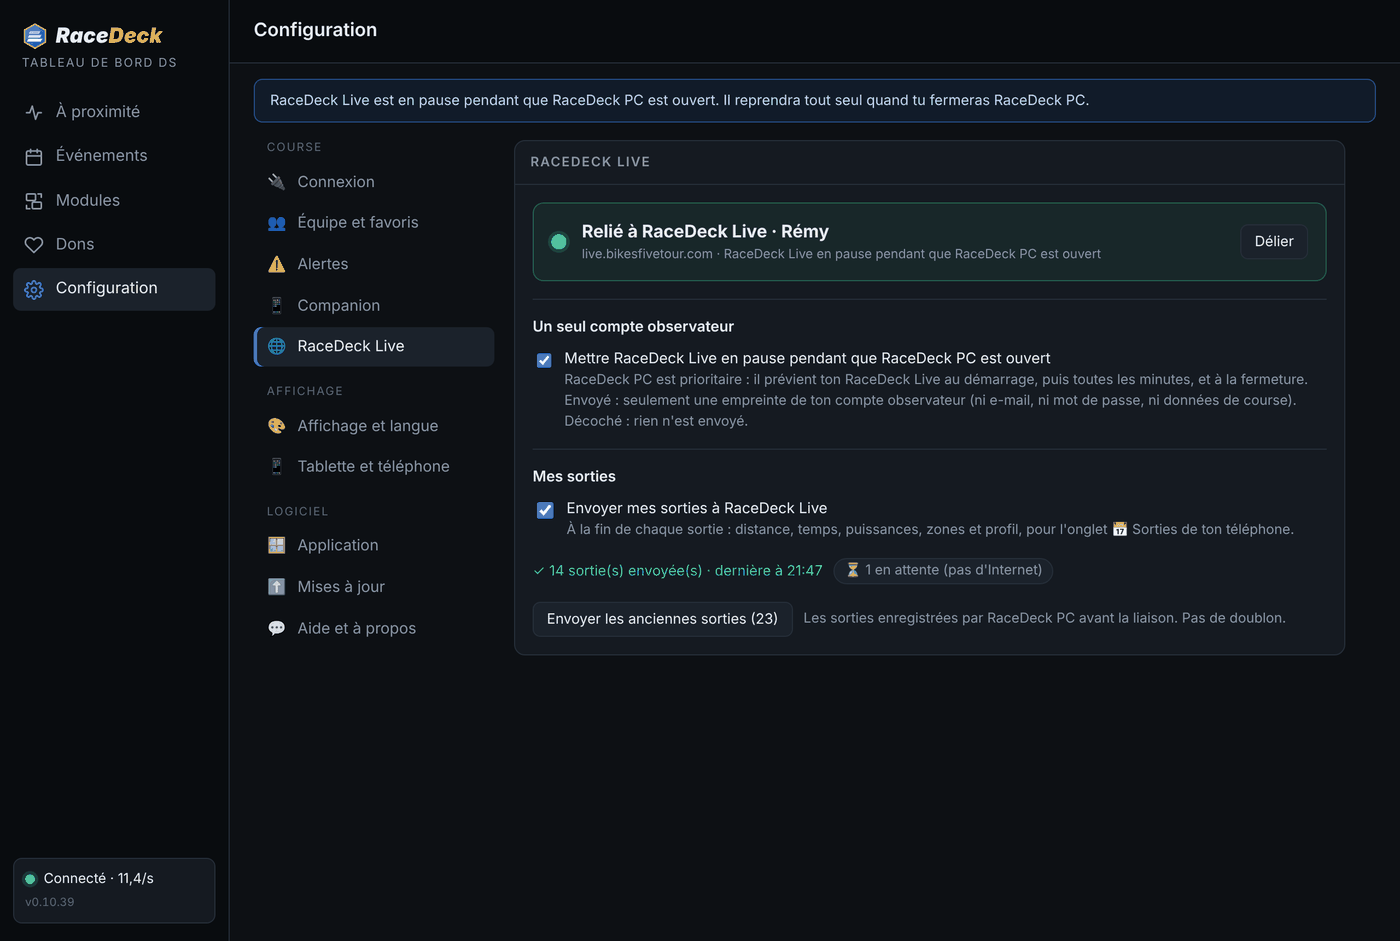 RaceDeck
TABLEAU DE BORD DS
À proximité
Événements
Modules
Dons
Configuration
Connecté · 11,4/s
v0.10.39
Configuration
RaceDeck Live est en pause pendant que RaceDeck PC est ouvert. Il reprendra tout seul quand tu fermeras RaceDeck PC.
COURSE
Connexion
Équipe et favoris
Alertes
Companion
RaceDeck Live
AFFICHAGE
Affichage et langue
Tablette et téléphone
LOGICIEL
Application
Mises à jour
Aide et à propos
RACEDECK LIVE
Relié à RaceDeck Live · Rémy
live.bikesfivetour.com · RaceDeck Live en pause pendant que RaceDeck PC est ouvert
Délier
Un seul compte observateur
Mettre RaceDeck Live en pause pendant que RaceDeck PC est ouvert
RaceDeck PC est prioritaire : il prévient ton RaceDeck Live au démarrage, puis toutes les minutes, et à la fermeture.
Envoyé : seulement une empreinte de ton compte observateur (ni e-mail, ni mot de passe, ni données de course).
Décoché : rien n'est envoyé.
Mes sorties
Envoyer mes sorties à RaceDeck Live
À la fin de chaque sortie : distance, temps, puissances, zones et profil, pour l'onglet 📅 Sorties de ton téléphone.
✓ 14 sortie(s) envoyée(s) · dernière à 21:47
⏳ 1 en attente (pas d'Internet)
Envoyer les anciennes sorties (23)
Les sorties enregistrées par RaceDeck PC avant la liaison. Pas de doublon.